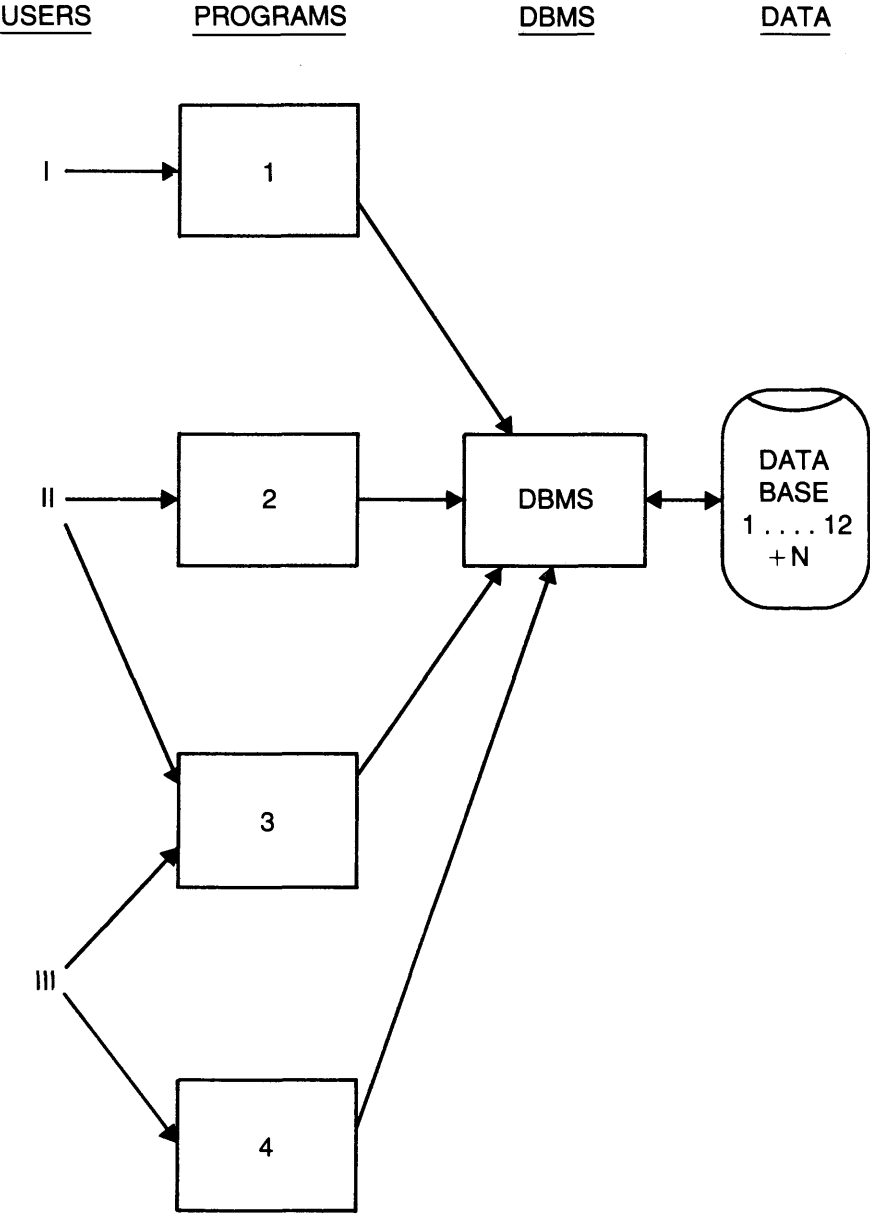 USERS PROGRAMS DBMS DATA
I
1
II
2
DBMS
DATA
BASE
1 .... 12
+N
3
III
4